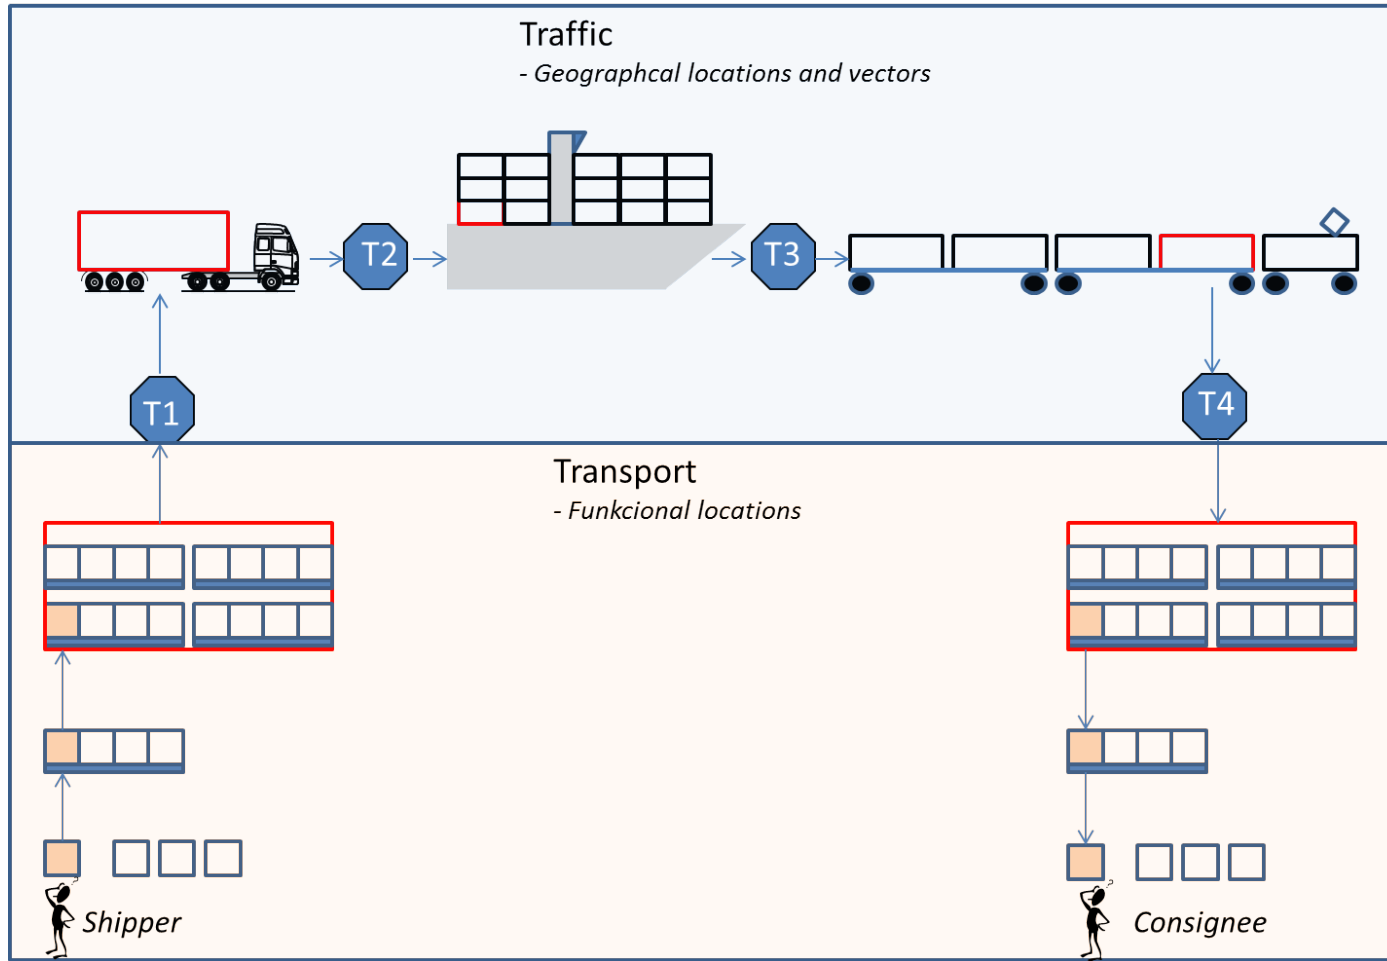 Traffic
- Geographcal locations and vectors
T2
T3
T1
T4
Transport
- Funkcional locations
Shipper
Consignee